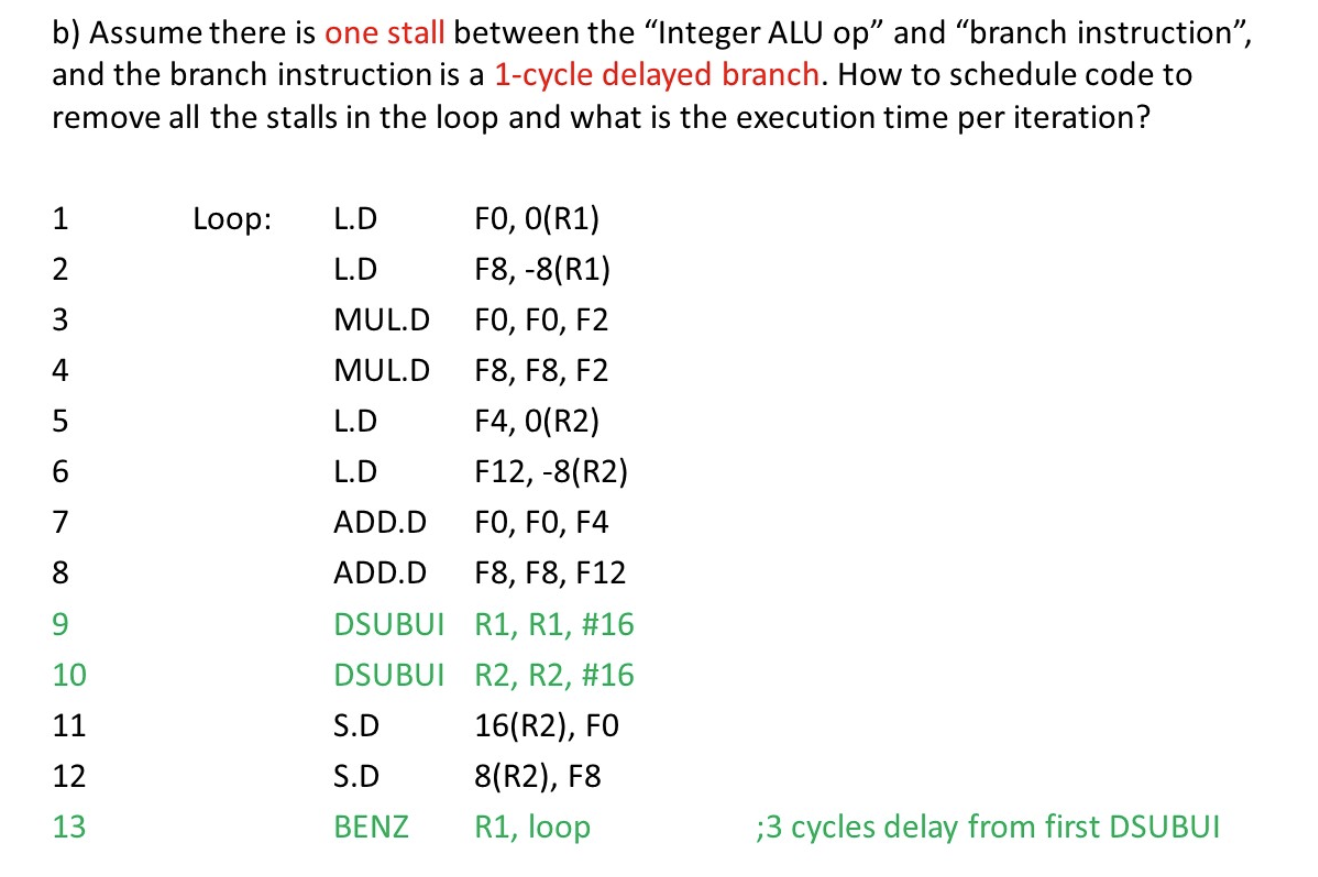 b) Assume there is one stall between the “Integer ALU op” and “branch instruction”,
and the branch instruction is a 1-cycle delayed branch. How to schedule code to
remove all the stalls in the loop and what is the execution time per iteration?
1 Loop: L.D F0, 0(R1)
2 L.D F8, -8(R1)
3 MUL.D F0, F0, F2
4 MUL.D F8, F8, F2
5 L.D F4, 0(R2)
6 L.D F12, -8(R2)
7 ADD.D F0, F0, F4
8 ADD.D F8, F8, F12
9 DSUBUI R1, R1, #16
10 DSUBUI R2, R2, #16
11 S.D 16(R2), F0
12 S.D 8(R2), F8
13 BENZ R1, loop ;3 cycles delay from first DSUBUI